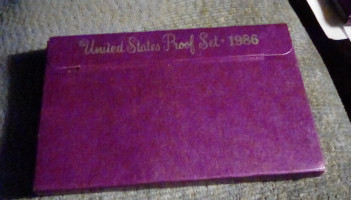 United States Proof Set • 1986